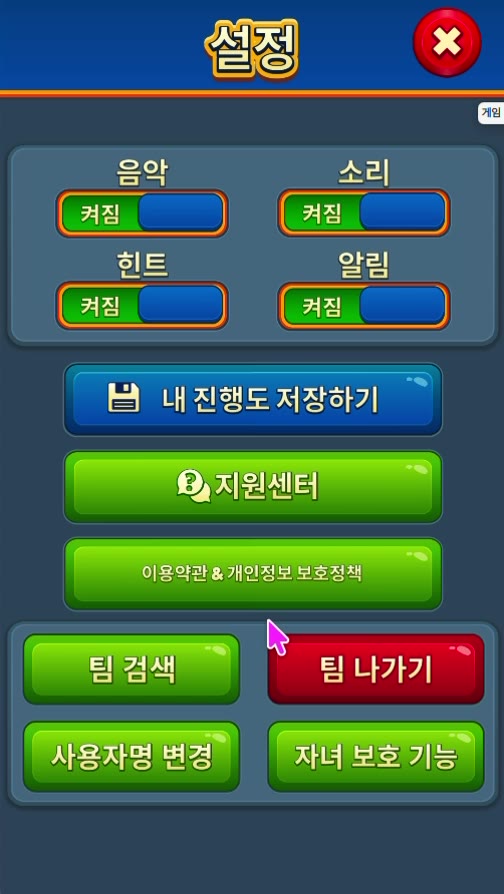 설정
게임
음악
소리
켜짐
켜짐
힌트
알림
켜짐
켜짐
내 진행도 저장하기
지원센터
이용약관 & 개인정보 보호정책
팀 검색
팀 나가기
사용자명 변경
자녀 보호 기능